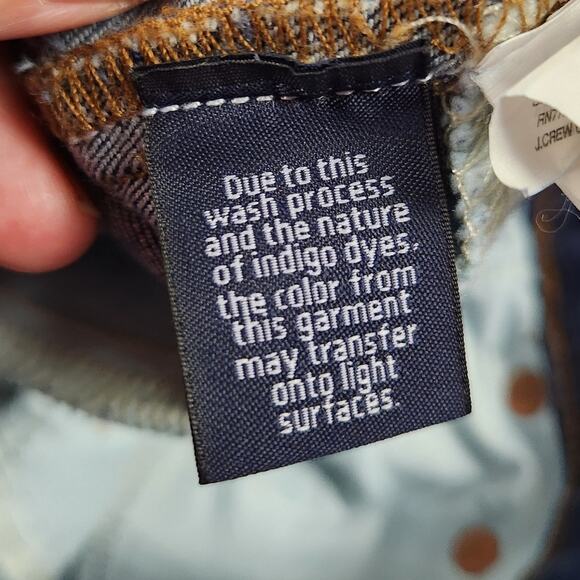 Due to this
wash process
and the nature
of indigo dyes,
the color from
this garment
may transfer
onto light
surfaces.
J.CREW